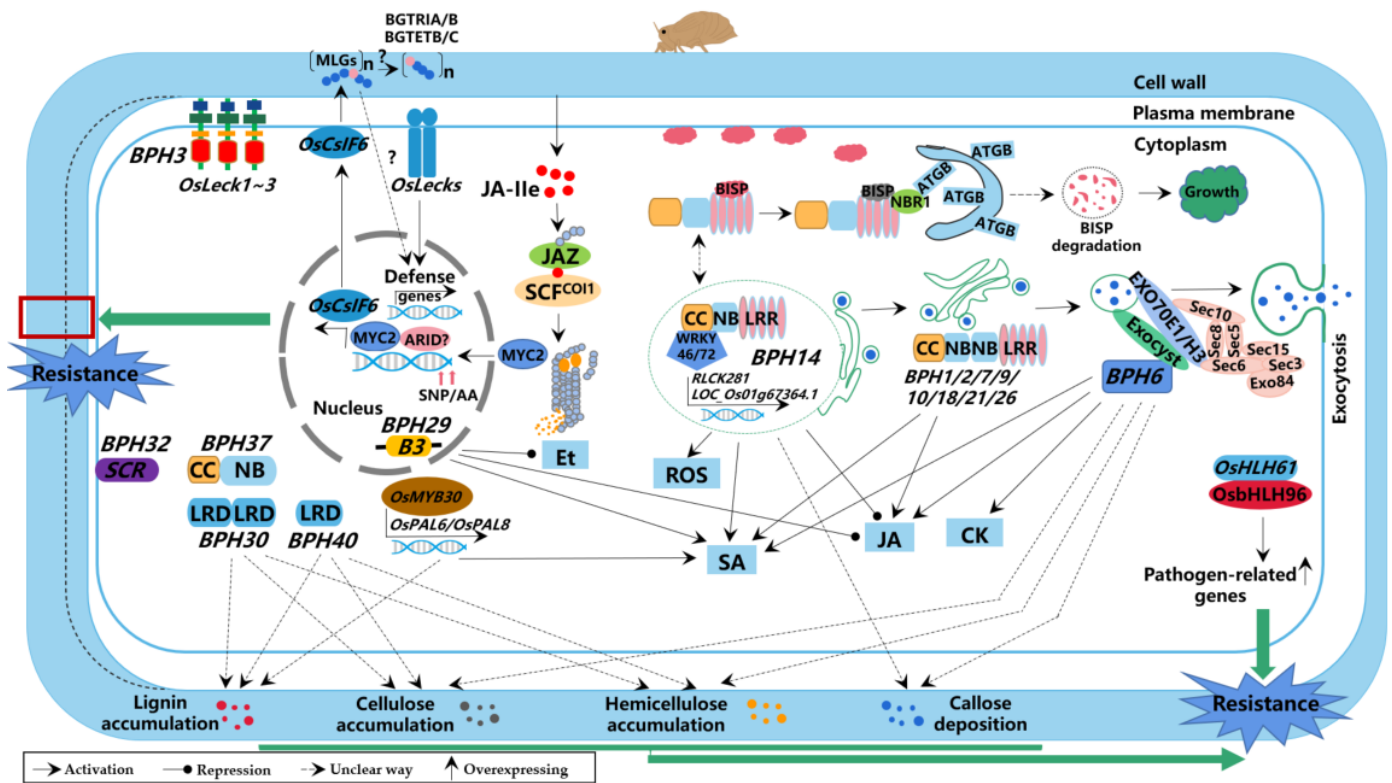 BGTRIA/B
BGTETB/C
(MLGs)n
?
n
Cell wall
Plasma membrane
Cytoplasm
BPH3
OsLeck1~3
OsCsIF6
?
OsLecks
JA-IIe
JAZ
SCFCOI1
BISP
BISP
NBR1
ATGB
ATGB
ATGB
ATGB
BISP
degradation
Growth
Defense
genes
OsCsIF6
MYC2
ARID?
MYC2
SNP/AA
Nucleus
BPH29
B3
Et
CC
NB
LRR
WRKY
46/72
BPH14
RLCK281
LOC_Os01g67364.1
CC
NB
NB
LRR
BPH1/2/7/9/
10/18/21/26
EXO70E1/H3
Exocyst
BPH6
Sec10
Sec8
Sec5
Sec6
Sec15
Sec3
Exo84
Exocytosis
Resistance
BPH32
SCR
BPH37
CC
NB
LRD
LRD
BPH30
LRD
BPH40
OsMYB30
OsPAL6/OsPAL8
ROS
SA
JA
CK
OsHLH61
OsbHLH96
Pathogen-related
genes
Resistance
Lignin
accumulation
Cellulose
accumulation
Hemicellulose
accumulation
Callose
deposition
Activation
Repression
Unclear way
Overexpressing